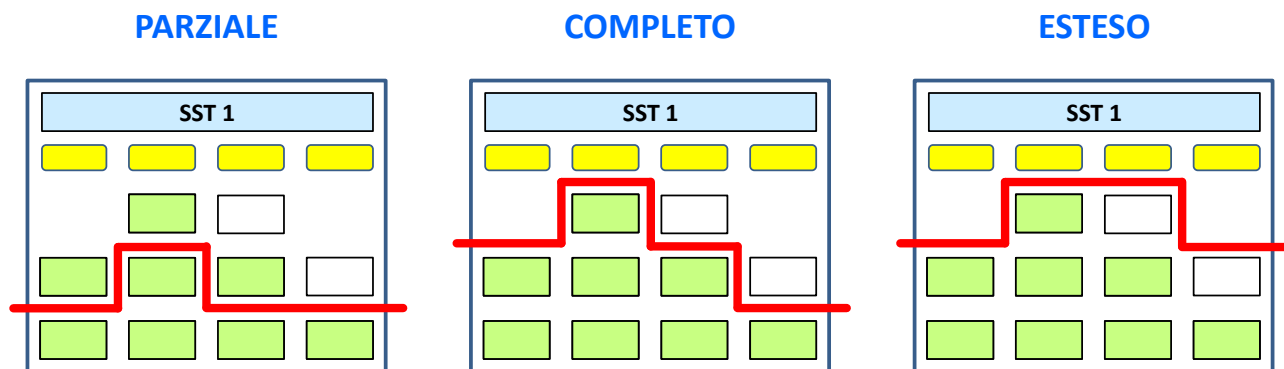 PARZIALE
COMPLETO
ESTESO
SST 1
SST 1
SST 1